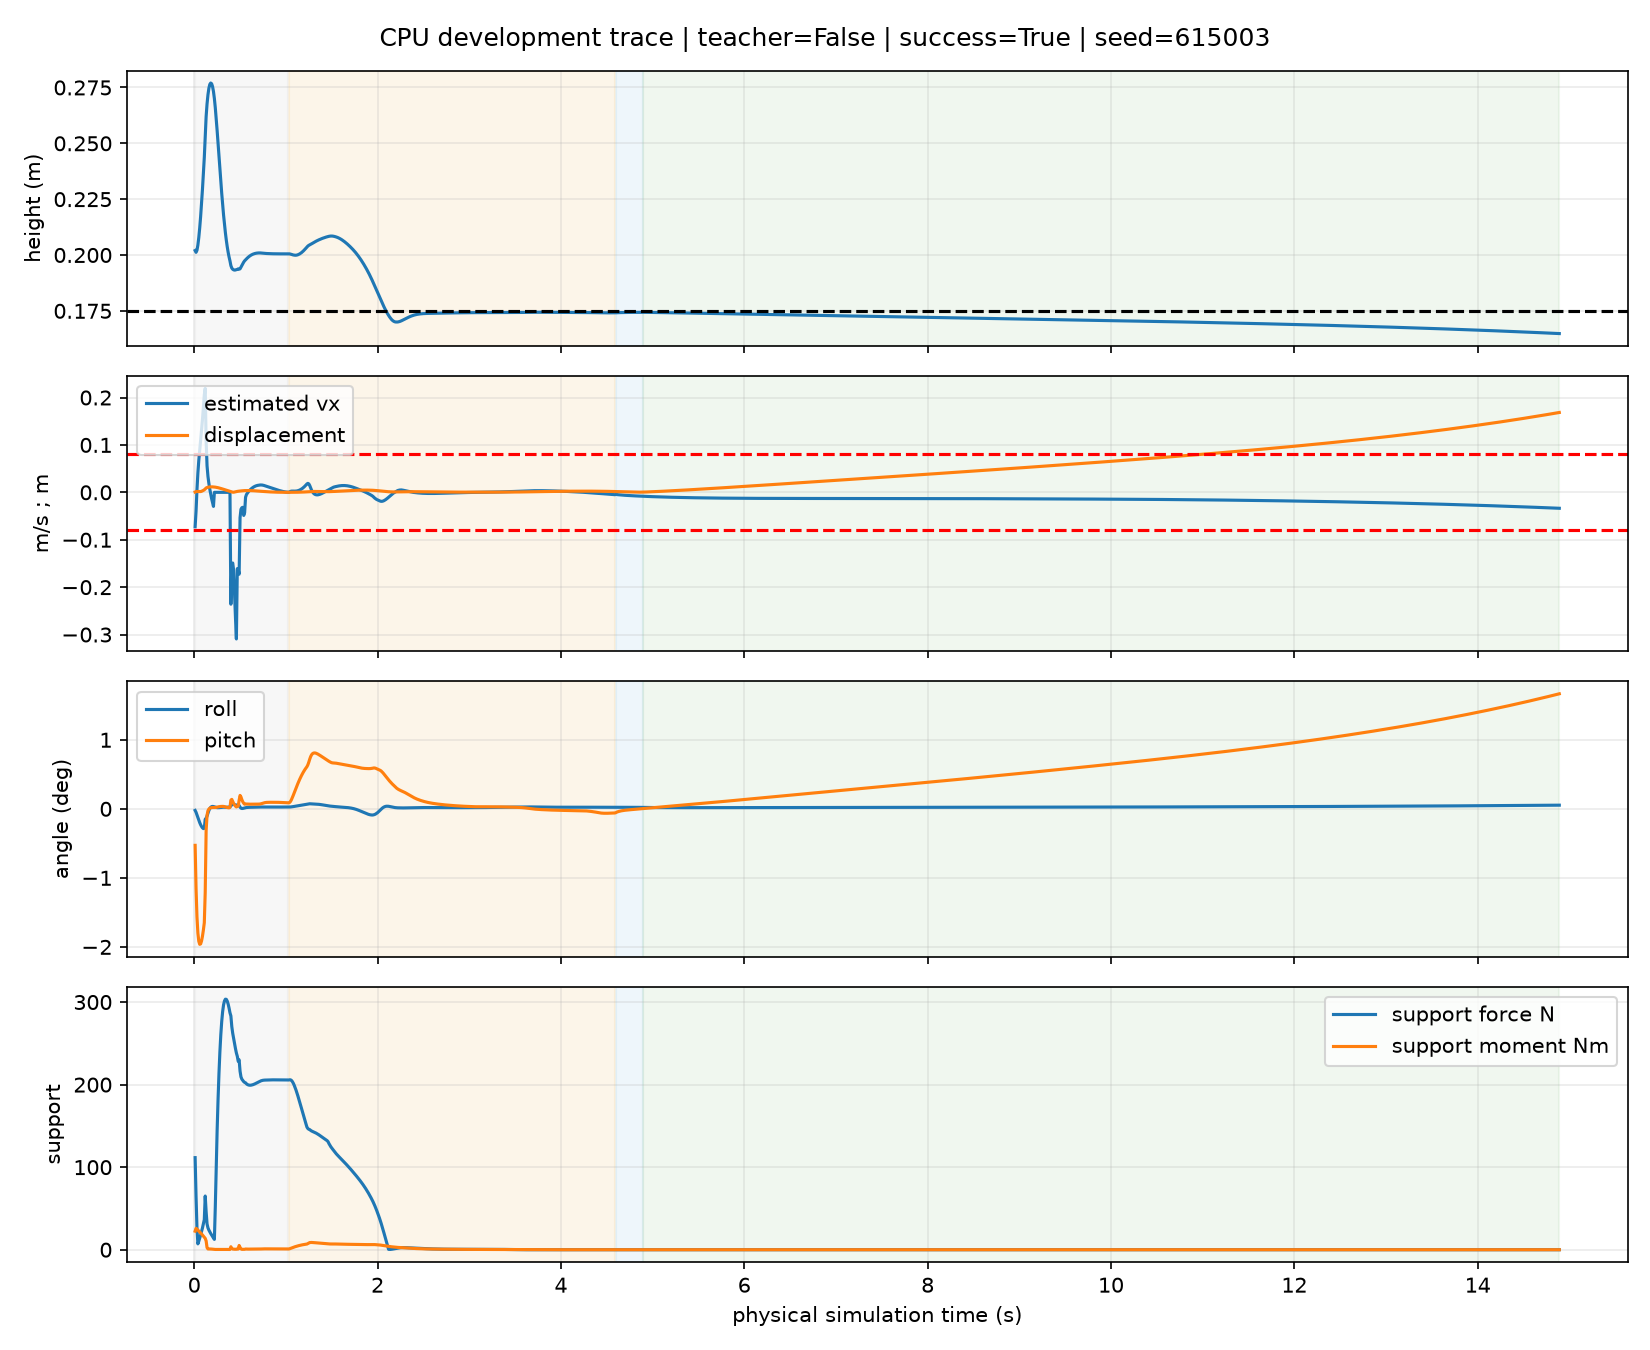 CPU development trace | teacher=False | success=True | seed=615003
height (m)
0.275
0.250
0.225
0.200
0.175
m/s ; m
0.2
0.1
0.0
−0.1
−0.2
−0.3
estimated vx
displacement
angle (deg)
1
0
−1
−2
roll
pitch
support
300
200
100
0
support force N
support moment Nm
0 2 4 6 8 10 12 14
physical simulation time (s)